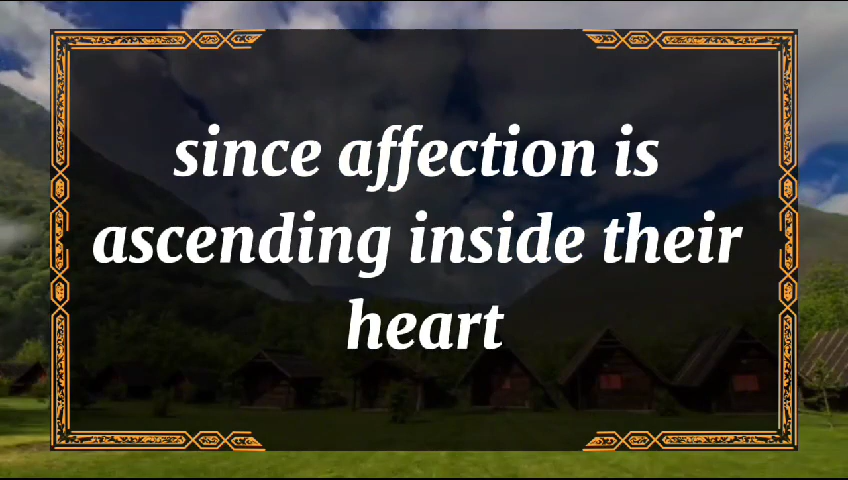 since affection is
ascending inside their
heart